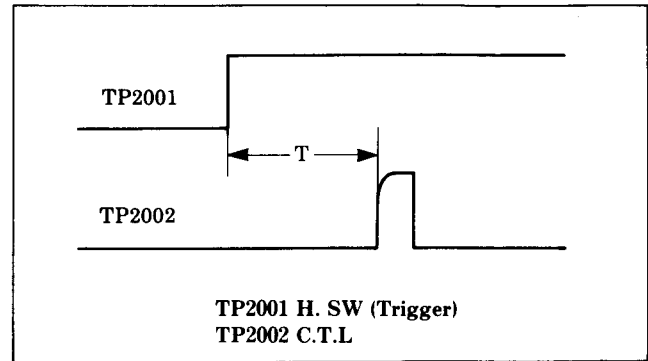 TP2001
T
TP2002
TP2001 H. SW (Trigger)
TP2002 C.T.L